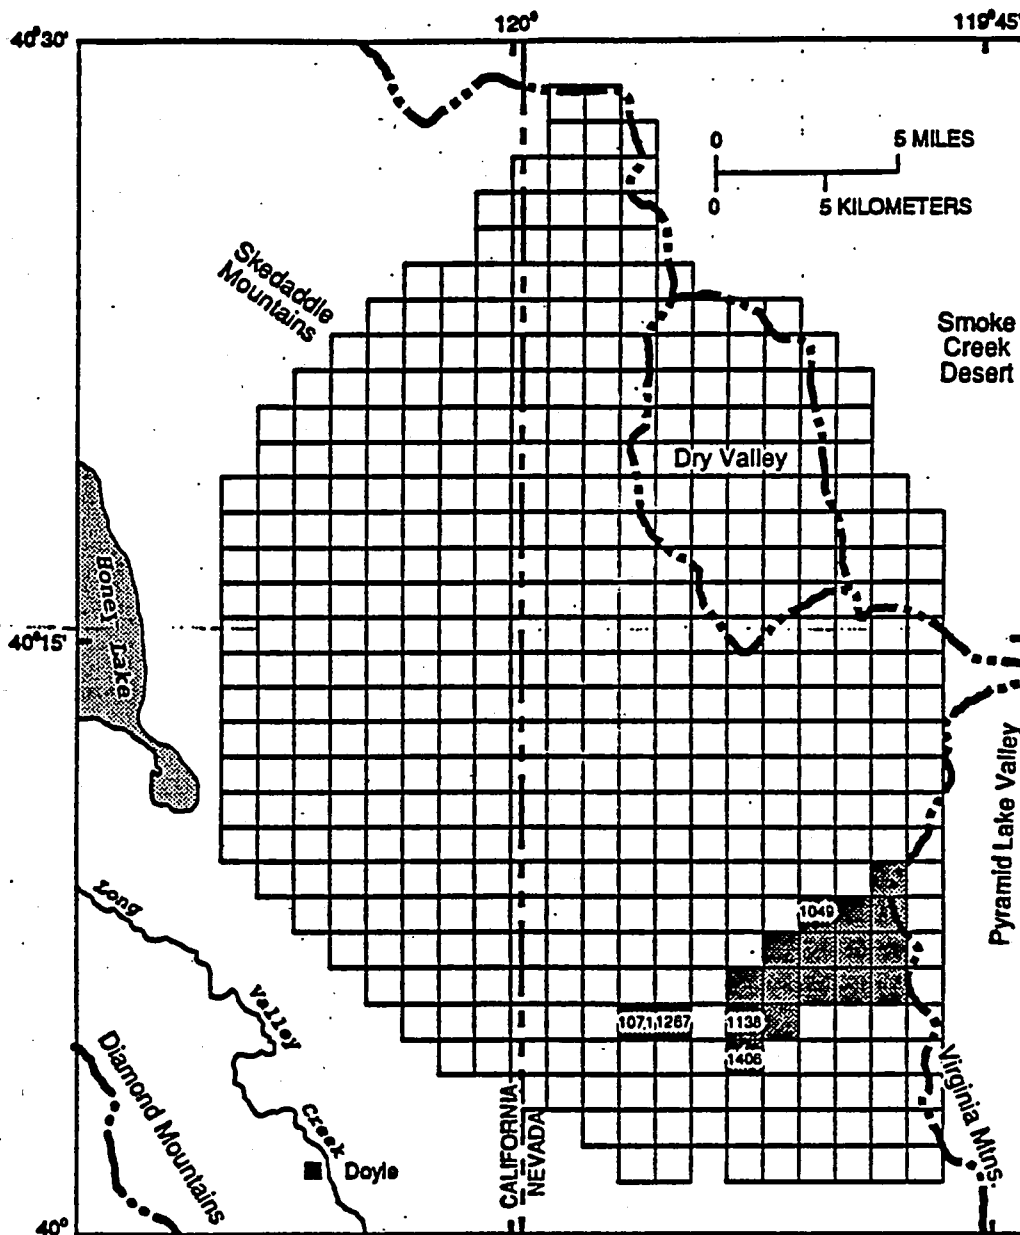 120°
119°45'
40°30'
0
5 MILES
0
5 KILOMETERS
Skedaddle
Mountains
Smoke
Creek
Desert
Dry Valley
Honey Lake
40°15'
Pyramid Lake Valley
Long
Valley
Creek
1049
1071,1267
1138
1406
Diamond Mountains
Virginia Mtns.
CALIFORNIA
NEVADA
Doyle
40°